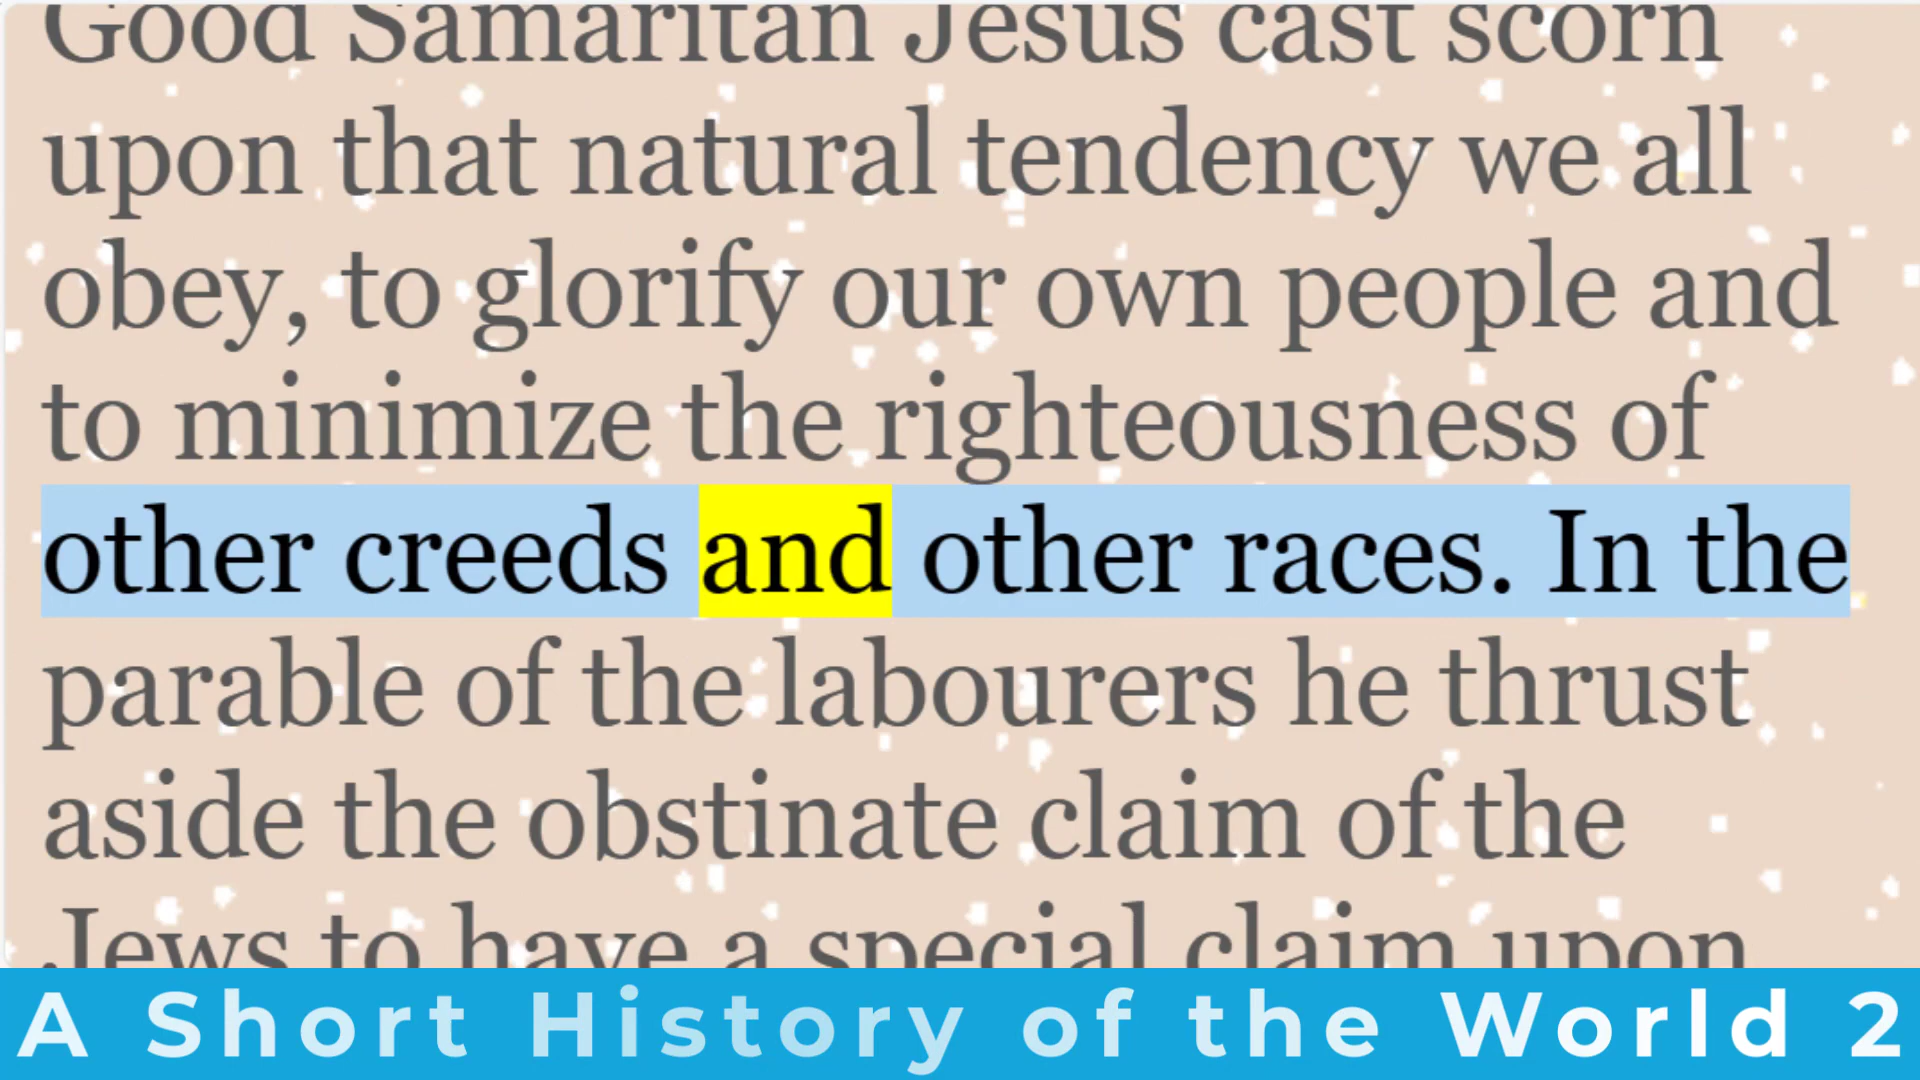 Good Samaritan Jesus cast scorn
upon that natural tendency we all
obey, to glorify our own people and
to minimize the righteousness of
other creeds and other races. In the
parable of the labourers he thrust
aside the obstinate claim of the
Jews to have a special claim upon
A Short History of the World 2